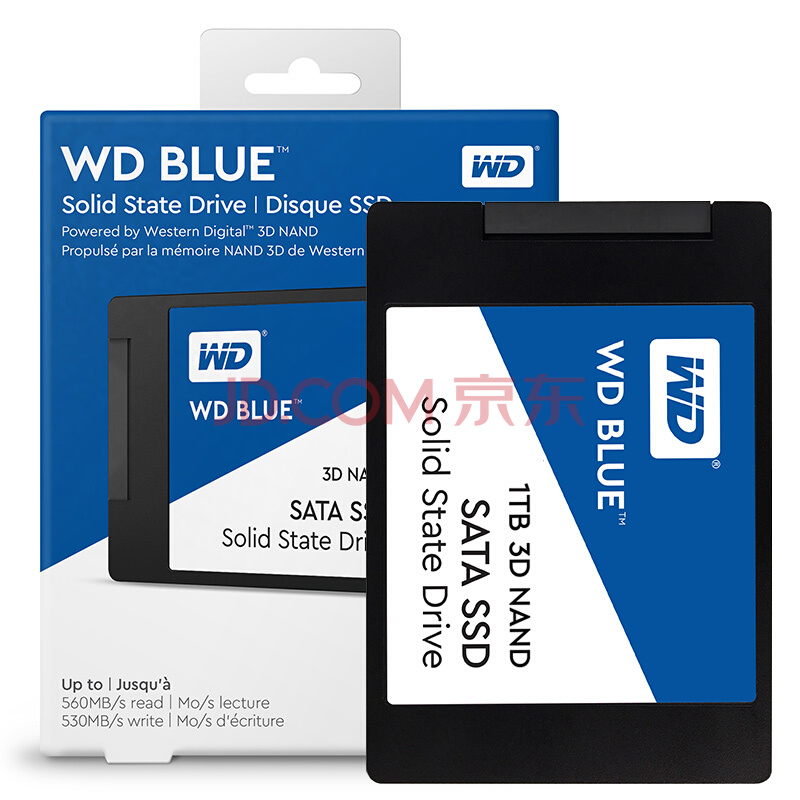 WD BLUE™
WD®
Solid State Drive | Disque SSD
Powered by Western Digital™ 3D NAND
Propulsé par la mémoire NAND 3D de Western
WD®
WD BLUE™
3D NA
SATA SS
Solid State Dri
Up to | Jusqu'à
560MB/s read | Mo/s lecture
530MB/s write | Mo/s d'écriture
WD®
WD BLUE™
1TB 3D NAND
SATA SSD
Solid State Drive
JD.COM 京东